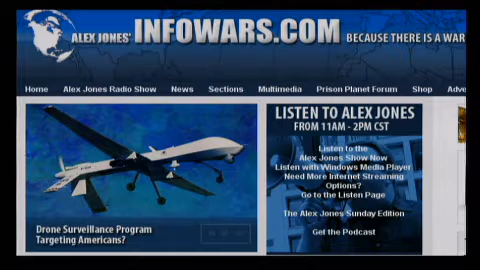 ALEX JONES' INFOWARS.COM BECAUSE THERE IS A WAR
Home Alex Jones Radio Show News Sections Multimedia Prison Planet Forum Shop Adve
LISTEN TO ALEX JONES
FROM 11AM - 2PM CST
Listen to the
Alex Jones Show Now
Listen with Windows Media Player
Need More Internet Streaming
Options?
Go to the Listen Page
The Alex Jones Sunday Edition
Get the Podcast
Drone Surveillance Program
Targeting Americans?